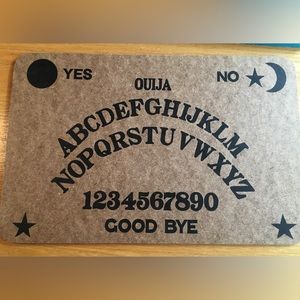 YES NO
OUIJA
ABCDEFGHIJKLM
NOPQRSTUVWXYZ
1234567890
GOOD BYE